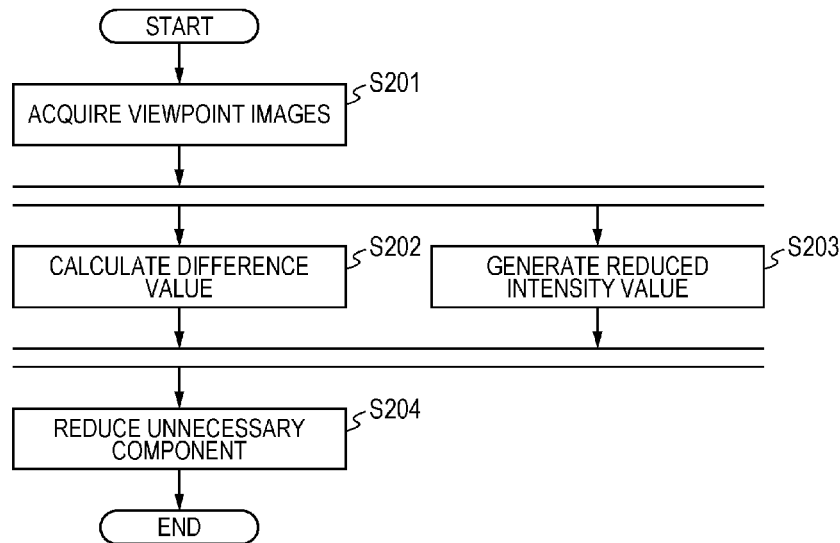 START
S201
ACQUIRE VIEWPOINT IMAGES
S202
CALCULATE DIFFERENCE
VALUE
S203
GENERATE REDUCED
INTENSITY VALUE
S204
REDUCE UNNECESSARY
COMPONENT
END